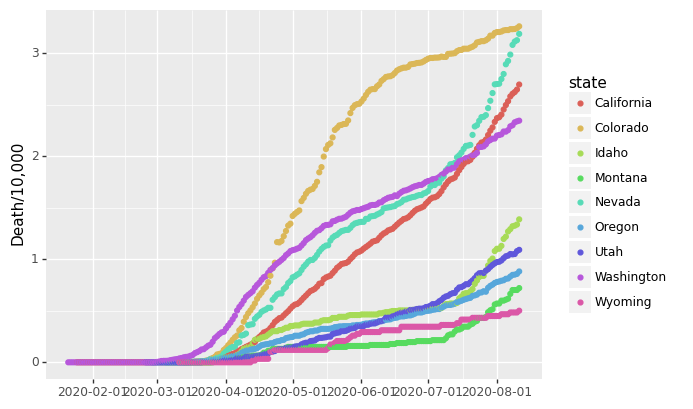 3
2
1
0
Death/10,000
2020-02-01 2020-03-01 2020-04-01 2020-05-01 2020-06-01 2020-07-01 2020-08-01
state
California
Colorado
Idaho
Montana
Nevada
Oregon
Utah
Washington
Wyoming